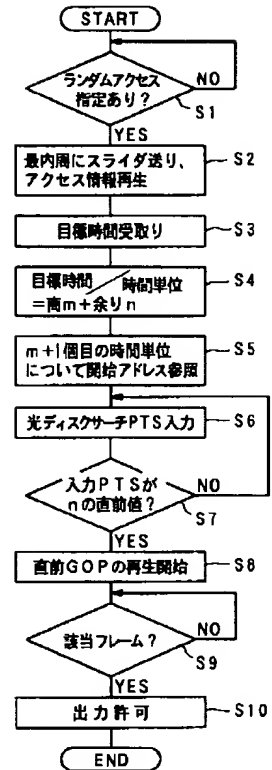 START
ランダムアクセス
指定あり?
NO
S1
YES
最内周にスライダ送り、
アクセス情報再生
S2
目標時間受取り
S3
目標時間/時間単位
=商m+余りn
S4
m+1個目の時間単位
について開始アドレス参照
S5
光ディスクサーチPTS入力
S6
入力PTSが
nの直前値?
NO
S7
YES
直前GOPの再生開始
S8
該当フレーム?
NO
S9
YES
出力許可
S10
END